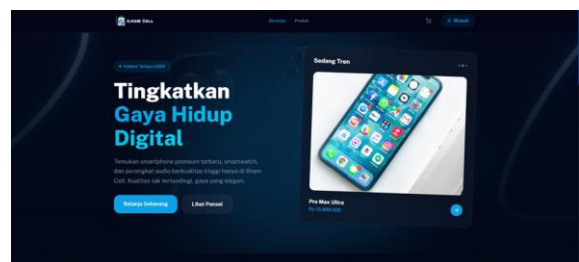 ILHAM CELL
Beranda
Produk
Masuk
Koleksi Terbaru 2025
Tingkatkan
Gaya Hidup
Digital
Temukan smartphone premium terbaru, smartwatch,
dan perangkat audio berkualitas tinggi hanya di Ilham
Cell. Kualitas tak tertandingi, gaya yang elegan.
Belanja Sekarang
Lihat Ponsel
Sedang Tren
Pro Max Ultra